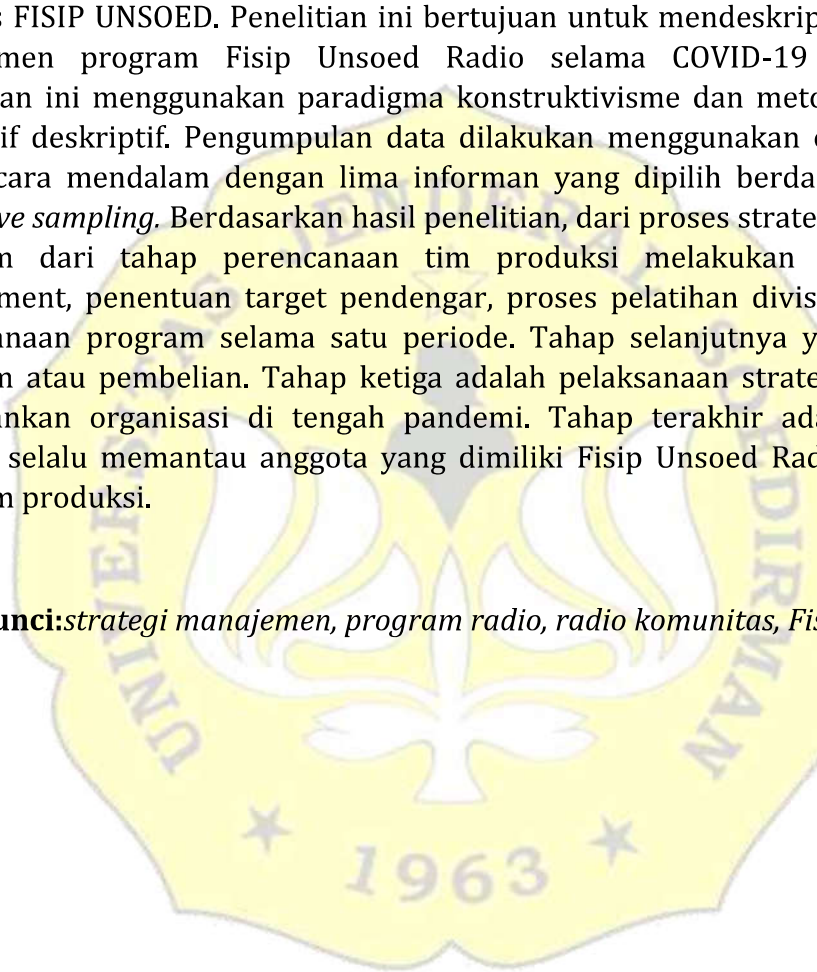 s FISIP UNSOED. Penelitian ini bertujuan untuk mendeskrip
men program Fisip Unsoed Radio selama COVID-19
an ini menggunakan paradigma konstruktivisme dan meto
if deskriptif. Pengumpulan data dilakukan menggunakan
cara mendalam dengan lima informan yang dipilih berda
ve sampling. Berdasarkan hasil penelitian, dari proses strate
m dari tahap perencanaan tim produksi melakukan
ment, penentuan target pendengar, proses pelatihan divis
anaan program selama satu periode. Tahap selanjutnya y
m atau pembelian. Tahap ketiga adalah pelaksanaan strate
ankan organisasi di tengah pandemi. Tahap terakhir ada
selalu memantau anggota yang dimiliki Fisip Unsoed Rad
m produksi.
unci:strategi manajemen, program radio, radio komunitas, Fis
UNIVERSITAS JENDERAL SOEDIRMAN
1963